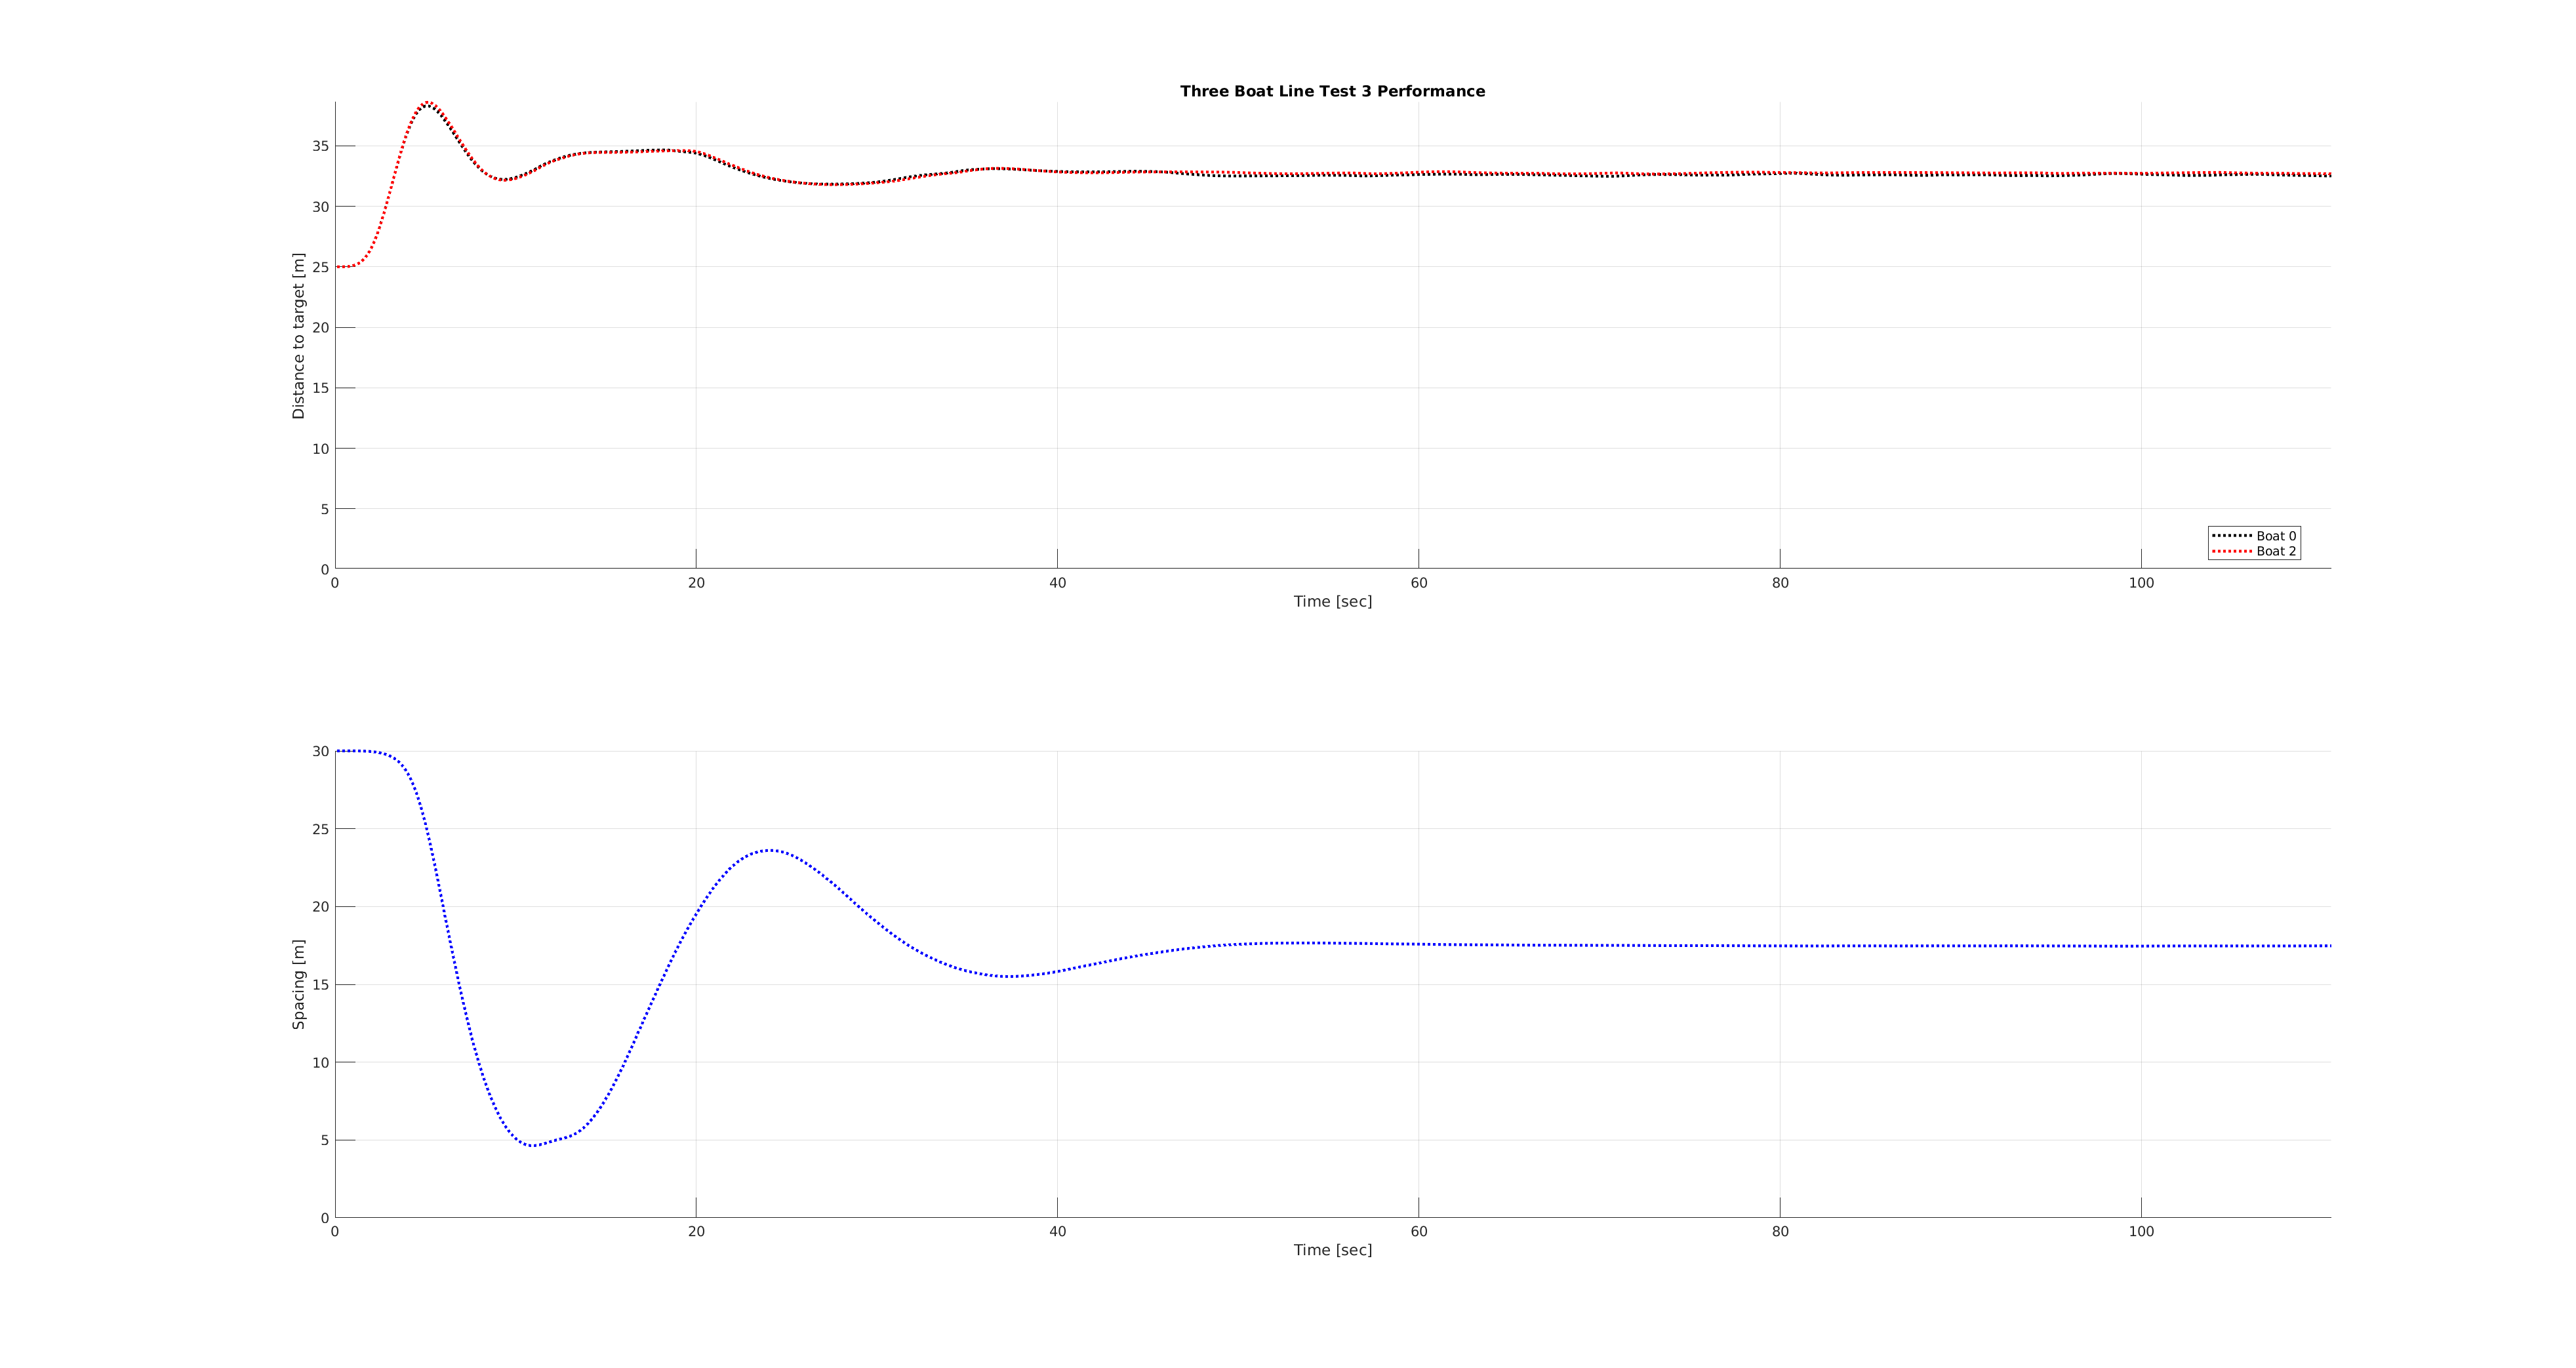 Three Boat Line Test 3 Performance
35
30
25
20
15
10
5
0
Distance to target [m]
Boat 0
Boat 2
0 20 40 60 80 100
Time [sec]
30
25
20
15
10
5
0
Spacing [m]
0 20 40 60 80 100
Time [sec]